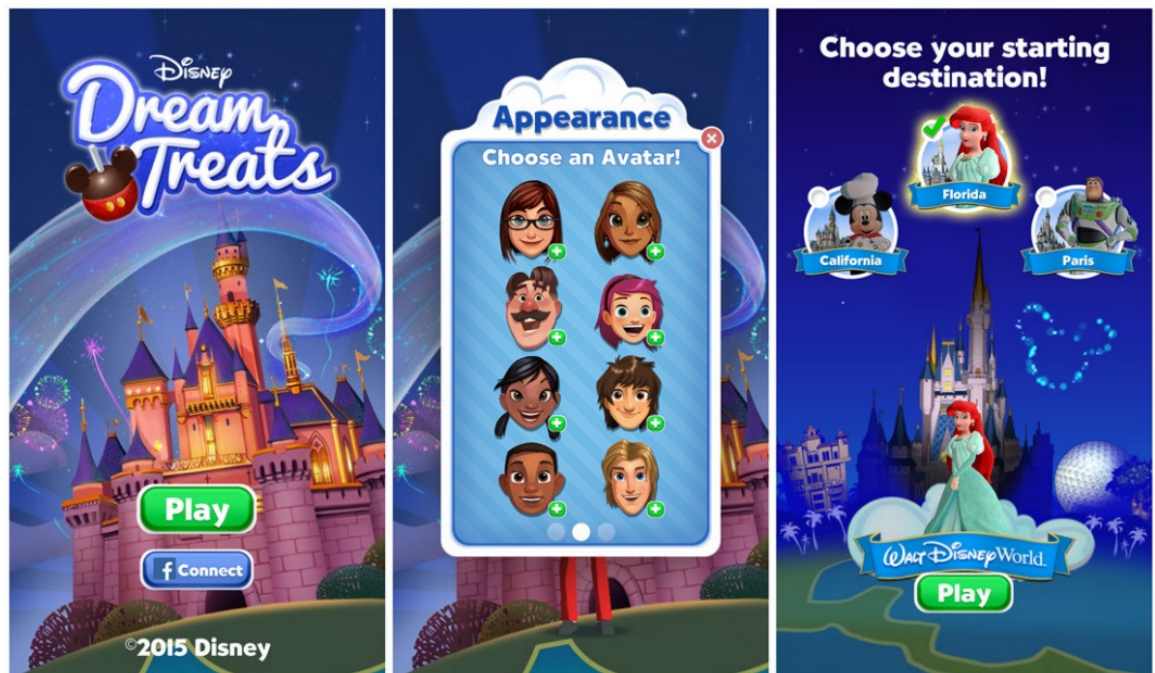 Disney
Dream
Treats
Play
f Connect
©2015 Disney
Appearance
Choose an Avatar!
Choose your starting
destination!
Florida
California
Paris
Walt Disney World
Play